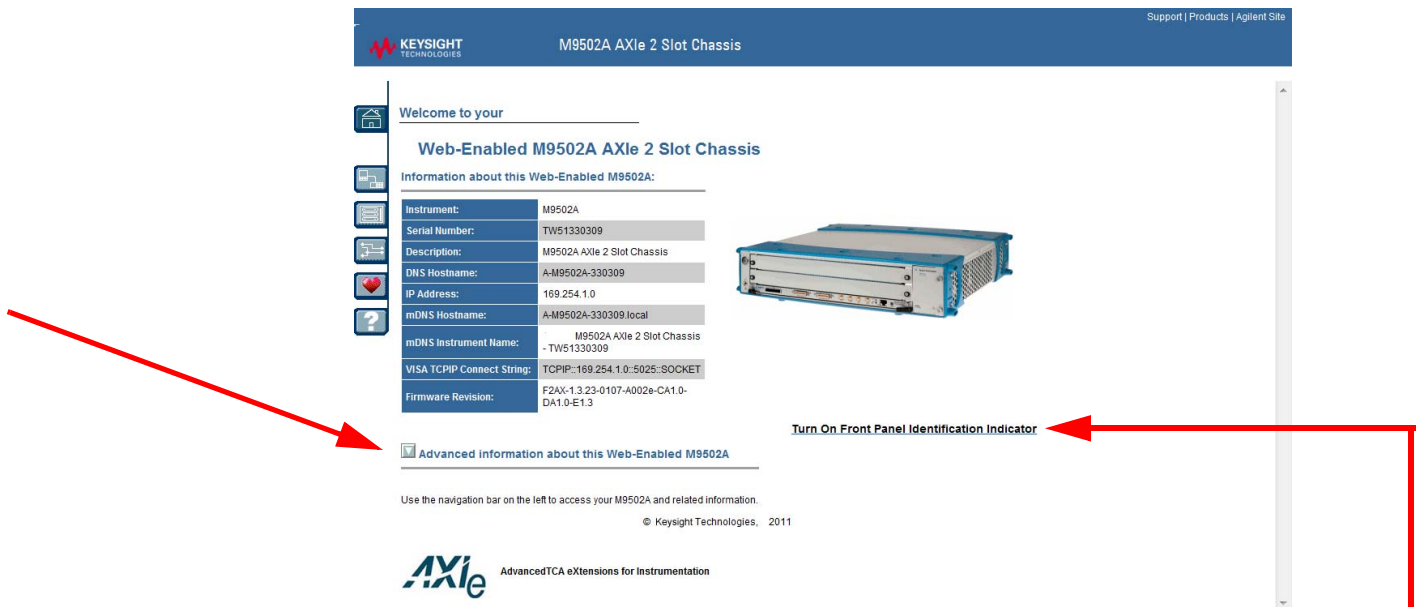 Support | Products | Agilent Site
KEYSIGHT
TECHNOLOGIES
M9502A AXIe 2 Slot Chassis
Welcome to your
Web-Enabled M9502A AXIe 2 Slot Chassis
Information about this Web-Enabled M9502A:
Instrument: M9502A
Serial Number: TW51330309
Description: M9502A AXIe 2 Slot Chassis
DNS Hostname: A-M9502A-330309
IP Address: 169.254.1.0
mDNS Hostname: A-M9502A-330309.local
mDNS Instrument Name: M9502A AXIe 2 Slot Chassis
- TW51330309
VISA TCPIP Connect String: TCPIP::169.254.1.0::5025::SOCKET
Firmware Revision: F2AX-1.3.23-0107-A002e-CA1.0-
DA1.0-E1.3
Turn On Front Panel Identification Indicator
Advanced information about this Web-Enabled M9502A
Use the navigation bar on the left to access your M9502A and related information.
© Keysight Technologies, 2011
AXIe
AdvancedTCA eXtensions for Instrumentation